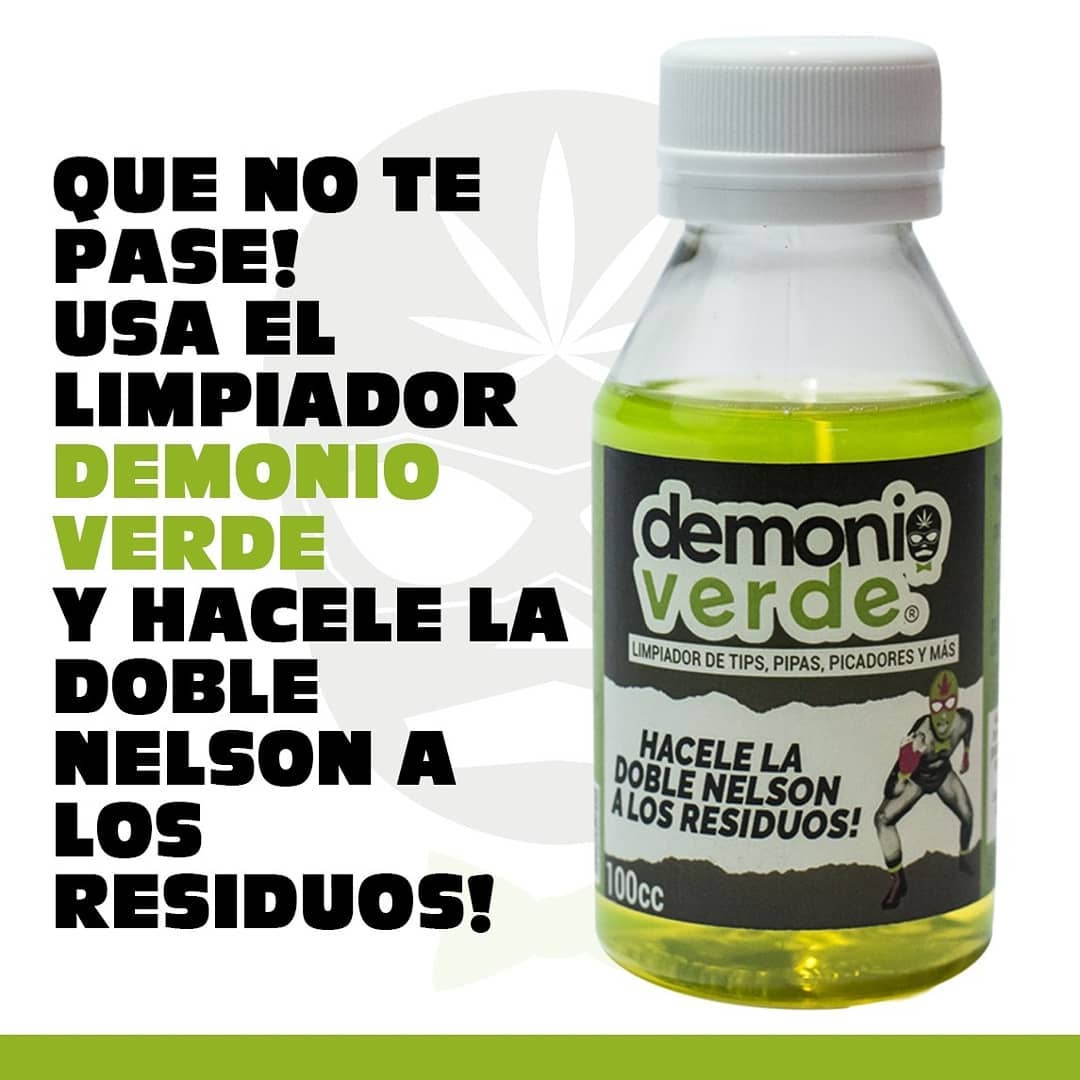 QUE NO TE
PASE!
USA EL
LIMPIADOR
DEMONIO
VERDE
Y HACELE LA
DOBLE
NELSON A
LOS
RESIDUOS!
demonio
verde®
LIMPIADOR DE TIPS, PIPAS, PICADORES Y MÁS
HACELE LA
DOBLE NELSON
A LOS RESIDUOS!
100cc